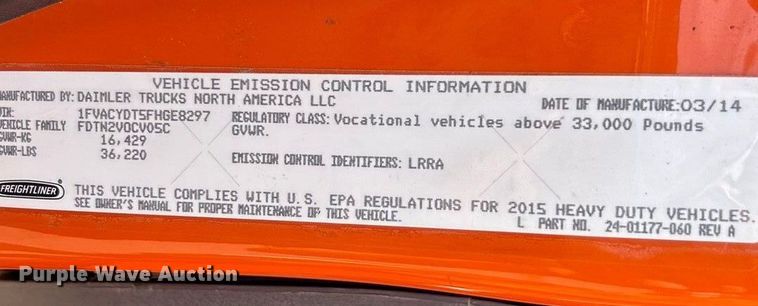 VEHICLE EMISSION CONTROL INFORMATION
MANUFACTURED BY: DAIMLER TRUCKS NORTH AMERICA LLC DATE OF MANUFACTURE: 03/14
VIN: 1FVACYDT5FHGE8297 REGULATORY CLASS: Vocational vehicles above 33,000 Pounds
VEHICLE FAMILY FDTN2VOCV05C GVWR.
GVWR-KG 16,429
GVWR-LBS 36,220 EMISSION CONTROL IDENTIFIERS: LRRA
FREIGHTLINER THIS VEHICLE COMPLIES WITH U.S. EPA REGULATIONS FOR 2015 HEAVY DUTY VEHICLES.
SEE OWNER'S MANUAL FOR PROPER MAINTENANCE OF THIS VEHICLE.
L PART NO. 24-01177-060 REV A
Purple Wave Auction